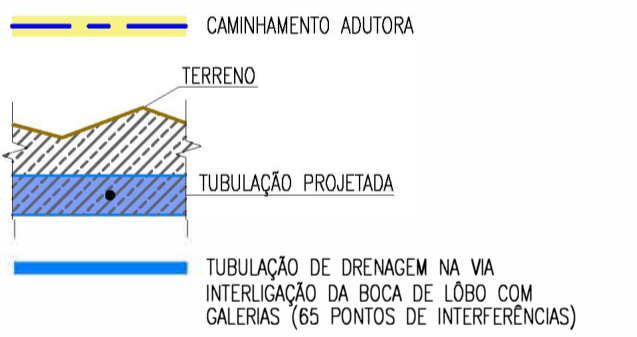 CAMINHAMENTO ADUTORA
TERRENO
TUBULAÇÃO PROJETADA
TUBULAÇÃO DE DRENAGEM NA VIA
INTERLIGAÇÃO DA BOCA DE LÔBO COM
GALERIAS (65 PONTOS DE INTERFERÊNCIAS)